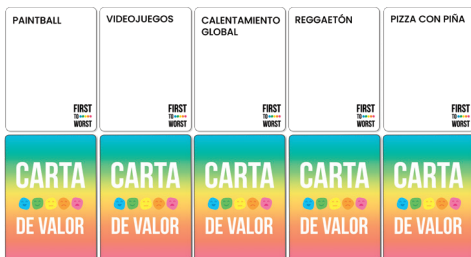 PAINTBALL
VIDEOJUEGOS
CALENTAMIENTO
GLOBAL
REGGAETÓN
PIZZA CON PIÑA
FIRST
TO
WORST
FIRST
TO
WORST
FIRST
TO
WORST
FIRST
TO
WORST
FIRST
TO
WORST
CARTA
DE VALOR
CARTA
DE VALOR
CARTA
DE VALOR
CARTA
DE VALOR
CARTA
DE VALOR